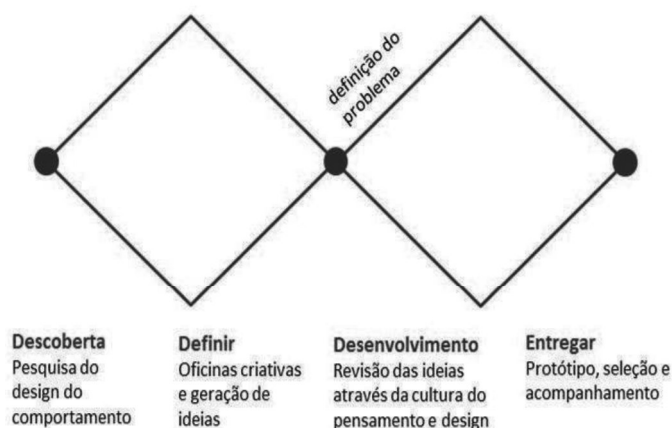 definição do
problema
Descoberta
Pesquisa do
design do
comportamento
Definir
Oficinas criativas
e geração de
ideias
Desenvolvimento
Revisão das ideias
através da cultura do
pensamento e design
Entregar
Protótipo, seleção e
acompanhamento